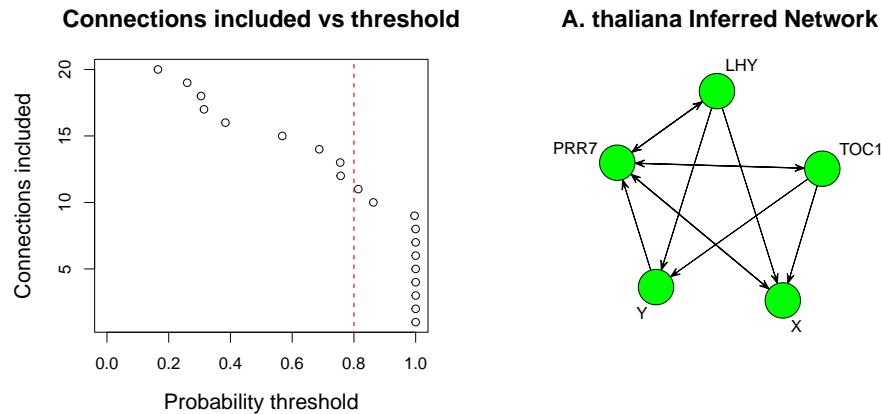 Connections included vs threshold
Connections included
20
15
10
5
0.0 0.2 0.4 0.6 0.8 1.0
Probability threshold
A. thaliana Inferred Network
LHY
PRR7
TOC1
Y
X